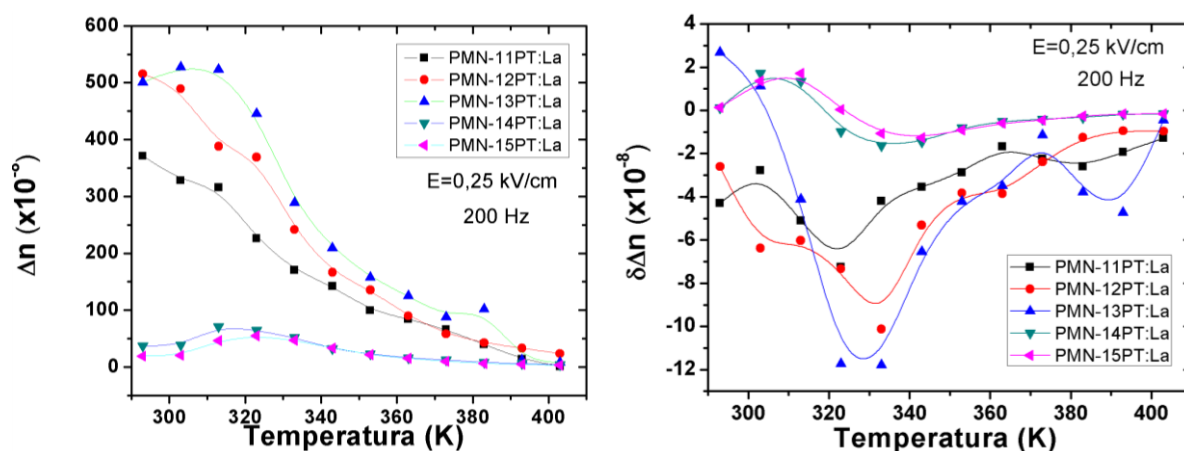 600
500
400
300
200
100
0
Δn
PMN-11PT:La
PMN-12PT:La
PMN-13PT:La
PMN-14PT:La
PMN-15PT:La
E=0,25 kV/cm
200 Hz
300 320 340 360 380 400
Temperatura (K)
4
2
0
-2
-4
-6
-8
-10
-12
δΔn (x10⁻⁸)
E=0,25 kV/cm
200 Hz
PMN-11PT:La
PMN-12PT:La
PMN-13PT:La
PMN-14PT:La
PMN-15PT:La
300 320 340 360 380 400
Temperatura (K)